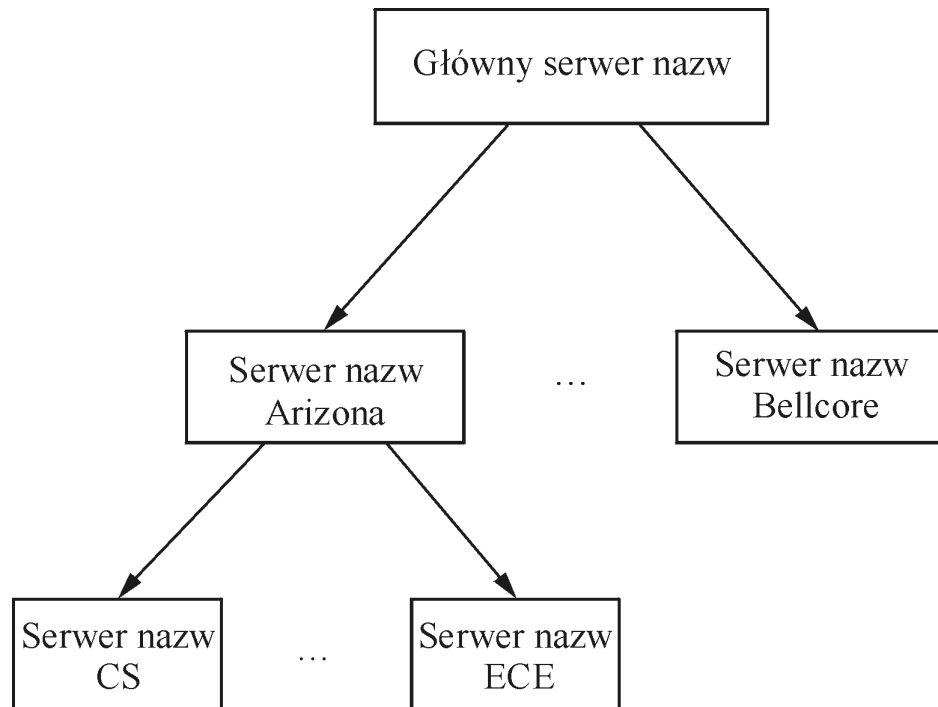 Główny serwer nazw
Serwer nazw
Arizona
...
Serwer nazw
Bellcore
Serwer nazw
CS
...
Serwer nazw
ECE